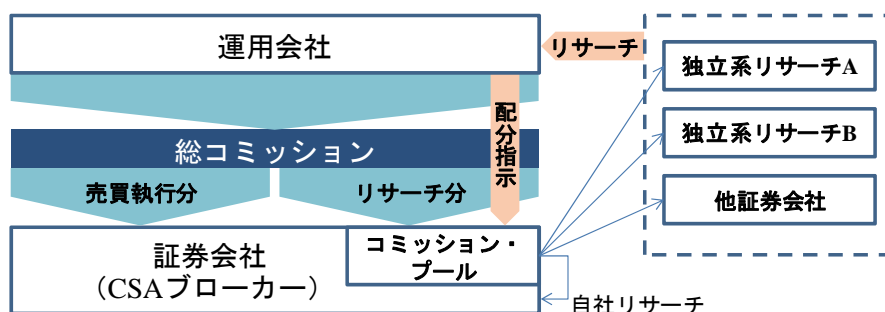 運用会社
リサーチ
独立系リサーチA
配分指示
独立系リサーチB
総コミッション
売買執行分
リサーチ分
他証券会社
証券会社
（CSAブローカー）
コミッション・
プール
自社リサーチ